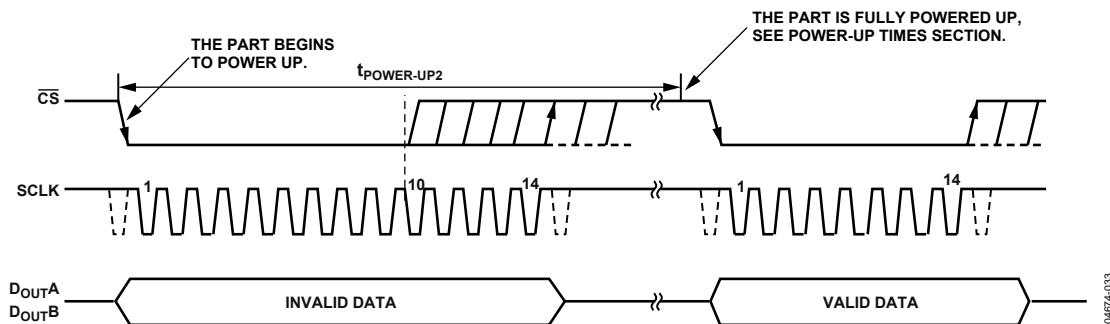 THE PART IS FULLY POWERED UP,
SEE POWER-UP TIMES SECTION.
THE PART BEGINS
TO POWER UP.
tPOWER-UP2
CS
SCLK
1
10
14
1
14
DOUTA
DOUTB
INVALID DATA
VALID DATA
04674-033